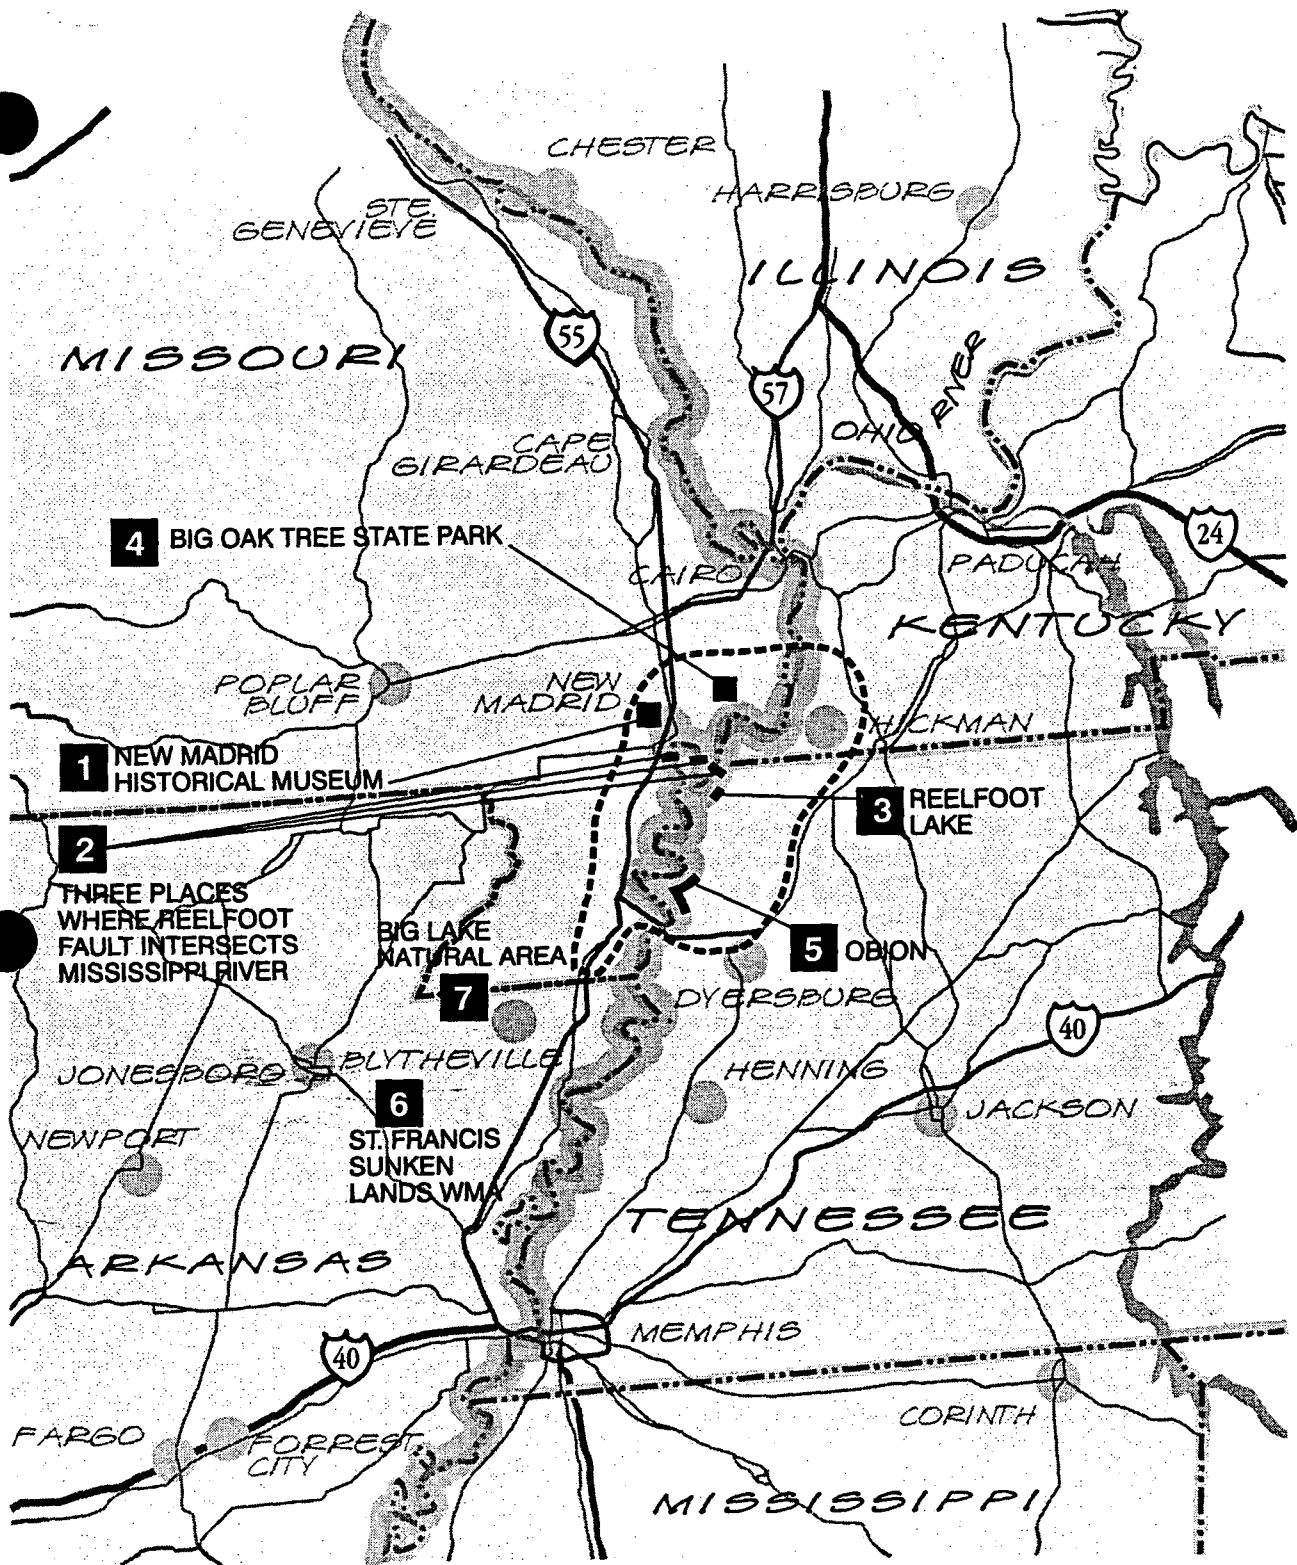 CHESTER
HARRISBURG
STE.
GENEVIEVE
ILLINOIS
55
MISSOURI
57
OHIO RIVER
CAPE
GIRARDEAU
4 BIG OAK TREE STATE PARK
24
CAIRO
PADUCAH
KENTUCKY
POPLAR
BLUFF
NEW
MADRID
HICKMAN
1 NEW MADRID
HISTORICAL MUSEUM
3 REELFOOT
LAKE
2
THREE PLACES
WHERE REELFOOT
FAULT INTERSECTS
MISSISSIPPI RIVER
BIG LAKE
NATURAL AREA
5 OBION
7
DYERSBURG
40
JONESBORO
BLYTHEVILLE
HENNING
6
ST. FRANCIS
SUNKEN
LANDS WMA
JACKSON
NEWPORT
TENNESSEE
ARKANSAS
MEMPHIS
40
CORINTH
FARGO
FORREST
CITY
MISSISSIPPI